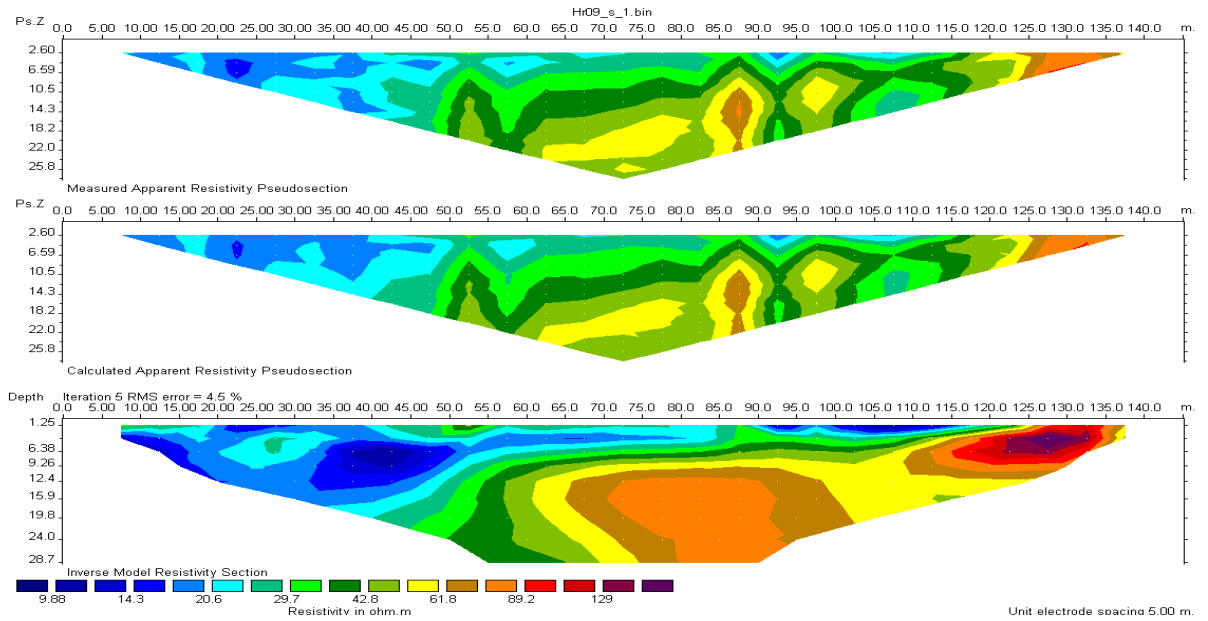 Hr09_s_1.bin
Ps.Z 0.0 5.00 10.00 15.00 20.00 25.00 30.00 35.00 40.00 45.00 50.00 55.0 60.0 65.0 70.0 75.0 80.0 85.0 90.0 95.0 100.0 105.0 110.0 115.0 120.0 125.0 130.0 135.0 140.0 m.
2.60
6.59
10.5
14.3
18.2
22.0
25.8
Measured Apparent Resistivity Pseudosection
Ps.Z 0.0 5.00 10.00 15.00 20.00 25.00 30.00 35.00 40.00 45.00 50.00 55.0 60.0 65.0 70.0 75.0 80.0 85.0 90.0 95.0 100.0 105.0 110.0 115.0 120.0 125.0 130.0 135.0 140.0 m.
2.60
6.59
10.5
14.3
18.2
22.0
25.8
Calculated Apparent Resistivity Pseudosection
Depth Iteration 5 RMS error = 4.5 %
0.0 5.00 10.00 15.00 20.00 25.00 30.00 35.00 40.00 45.00 50.00 55.0 60.0 65.0 70.0 75.0 80.0 85.0 90.0 95.0 100.0 105.0 110.0 115.0 120.0 125.0 130.0 135.0 140.0 m.
1.25
6.38
9.26
12.4
15.9
19.8
24.0
28.7
Inverse Model Resistivity Section
9.88 14.3 20.6 29.7 42.8 61.8 89.2 129
Resistivity in ohm.m
Unit electrode spacing 5.00 m.